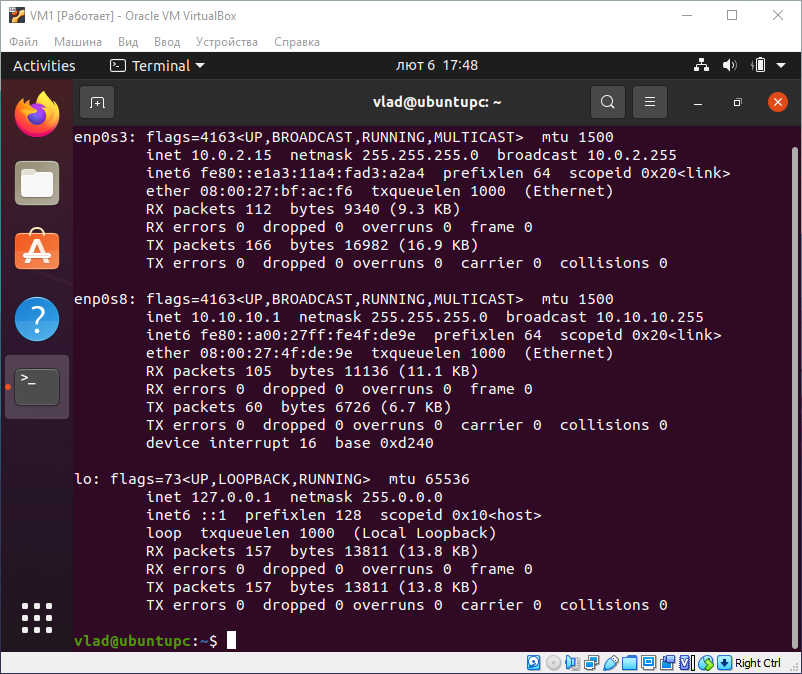 VM1 [Работает] - Oracle VM VirtualBox
Файл Машина Вид Ввод Устройства Справка
Activities Terminal лют 6 17:48
vlad@ubuntupc: ~
enp0s3: flags=4163<UP,BROADCAST,RUNNING,MULTICAST>  mtu 1500
        inet 10.0.2.15  netmask 255.255.255.0  broadcast 10.0.2.255
        inet6 fe80::e1a3:11a4:fad3:a2a4  prefixlen 64  scopeid 0x20<link>
        ether 08:00:27:bf:ac:f6  txqueuelen 1000  (Ethernet)
        RX packets 112  bytes 9340 (9.3 KB)
        RX errors 0  dropped 0  overruns 0  frame 0
        TX packets 166  bytes 16982 (16.9 KB)
        TX errors 0  dropped 0 overruns 0  carrier 0  collisions 0
enp0s8: flags=4163<UP,BROADCAST,RUNNING,MULTICAST>  mtu 1500
        inet 10.10.10.1  netmask 255.255.255.0  broadcast 10.10.10.255
        inet6 fe80::a00:27ff:fe4f:de9e  prefixlen 64  scopeid 0x20<link>
        ether 08:00:27:4f:de:9e  txqueuelen 1000  (Ethernet)
        RX packets 105  bytes 11136 (11.1 KB)
        RX errors 0  dropped 0  overruns 0  frame 0
        TX packets 60  bytes 6726 (6.7 KB)
        TX errors 0  dropped 0 overruns 0  carrier 0  collisions 0
        device interrupt 16  base 0xd240
lo: flags=73<UP,LOOPBACK,RUNNING>  mtu 65536
        inet 127.0.0.1  netmask 255.0.0.0
        inet6 ::1  prefixlen 128  scopeid 0x10<host>
        loop  txqueuelen 1000  (Local Loopback)
        RX packets 157  bytes 13811 (13.8 KB)
        RX errors 0  dropped 0  overruns 0  frame 0
        TX packets 157  bytes 13811 (13.8 KB)
        TX errors 0  dropped 0 overruns 0  carrier 0  collisions 0
vlad@ubuntupc:~$
Right Ctrl